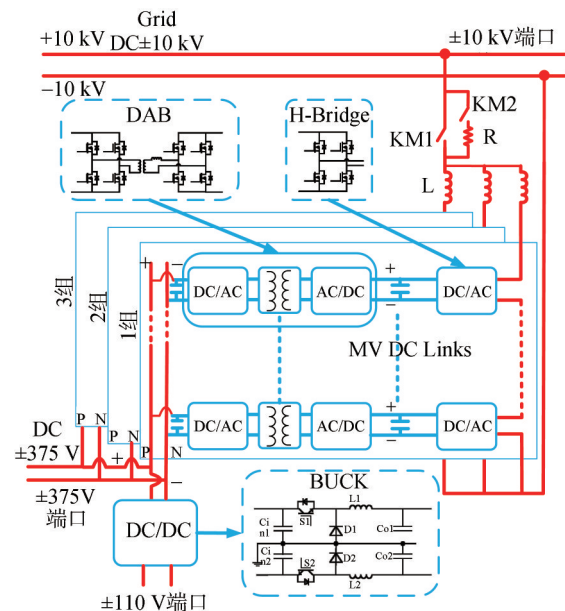 Grid
+10 kV
DC±10 kV
±10 kV端口
−10 kV
DAB
H-Bridge
KM2
KM1
R
L
3组
2组
1组
+
−
DC/AC
AC/DC
+
−
DC/AC
MV DC Links
DC/AC
AC/DC
+
−
DC/AC
P
N
P
N
P
N
DC
±375 V
+
−
±375V
端口
DC/DC
±110 V端口
BUCK
L1
S1
Ci
n1
D1
Co1
Ci
n2
D2
Co2
S2
L2